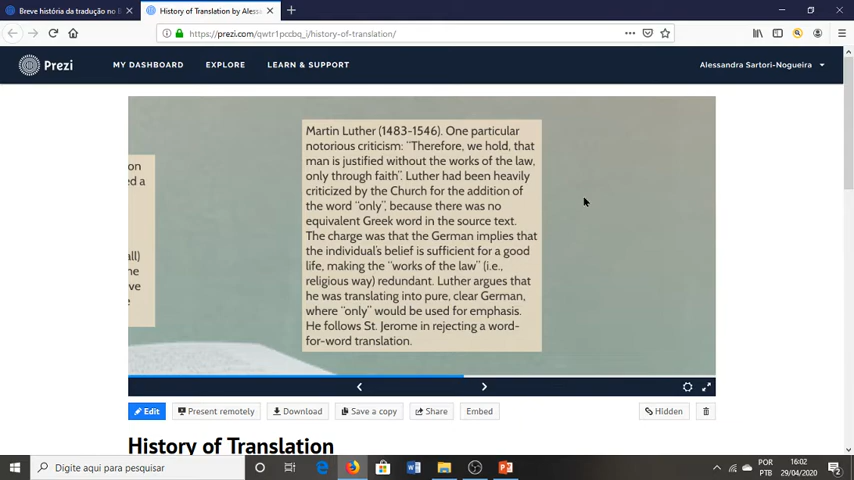 Breve história da tradução no B
History of Translation by Aless
https://prezi.com/qwtr1pccbq_i/history-of-translation/
Prezi
MY DASHBOARD
EXPLORE
LEARN & SUPPORT
Alessandra Sartori-Nogueira
on
ed a
all)
ne
ve
e
Martin Luther (1483-1546). One particular
notorious criticism: "Therefore, we hold, that
man is justified without the works of the law,
only through faith". Luther had been heavily
criticized by the Church for the addition of
the word "only", because there was no
equivalent Greek word in the source text.
The charge was that the German implies that
the individual's belief is sufficient for a good
life, making the "works of the law" (i.e.,
religious way) redundant. Luther argues that
he was translating into pure, clear German,
where "only" would be used for emphasis.
He follows St. Jerome in rejecting a word-
for-word translation.
Edit
Present remotely
Download
Save a copy
Share
Embed
Hidden
History of Translation
Digite aqui para pesquisar
POR
PTB
16:02
29/04/2020
2